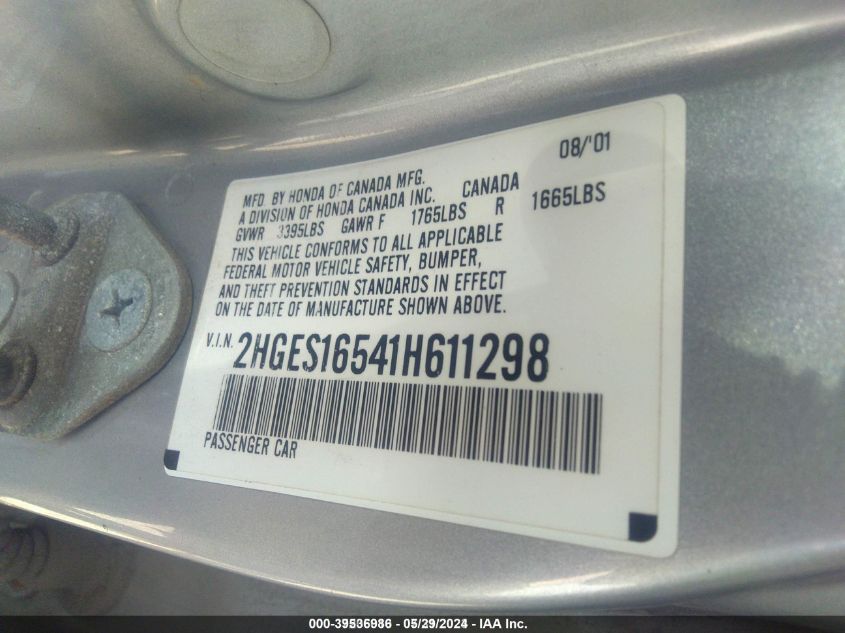 08/'01
MFD. BY HONDA OF CANADA MFG.
A DIVISION OF HONDA CANADA INC. CANADA
GVWR 3395LBS GAWR F 1765LBS R 1665LBS
THIS VEHICLE CONFORMS TO ALL APPLICABLE
FEDERAL MOTOR VEHICLE SAFETY, BUMPER,
AND THEFT PREVENTION STANDARDS IN EFFECT
ON THE DATE OF MANUFACTURE SHOWN ABOVE.
V.I.N. 2HGES16541H611298
PASSENGER CAR
000-39536986 / 05/29/2024 - IAA Inc.